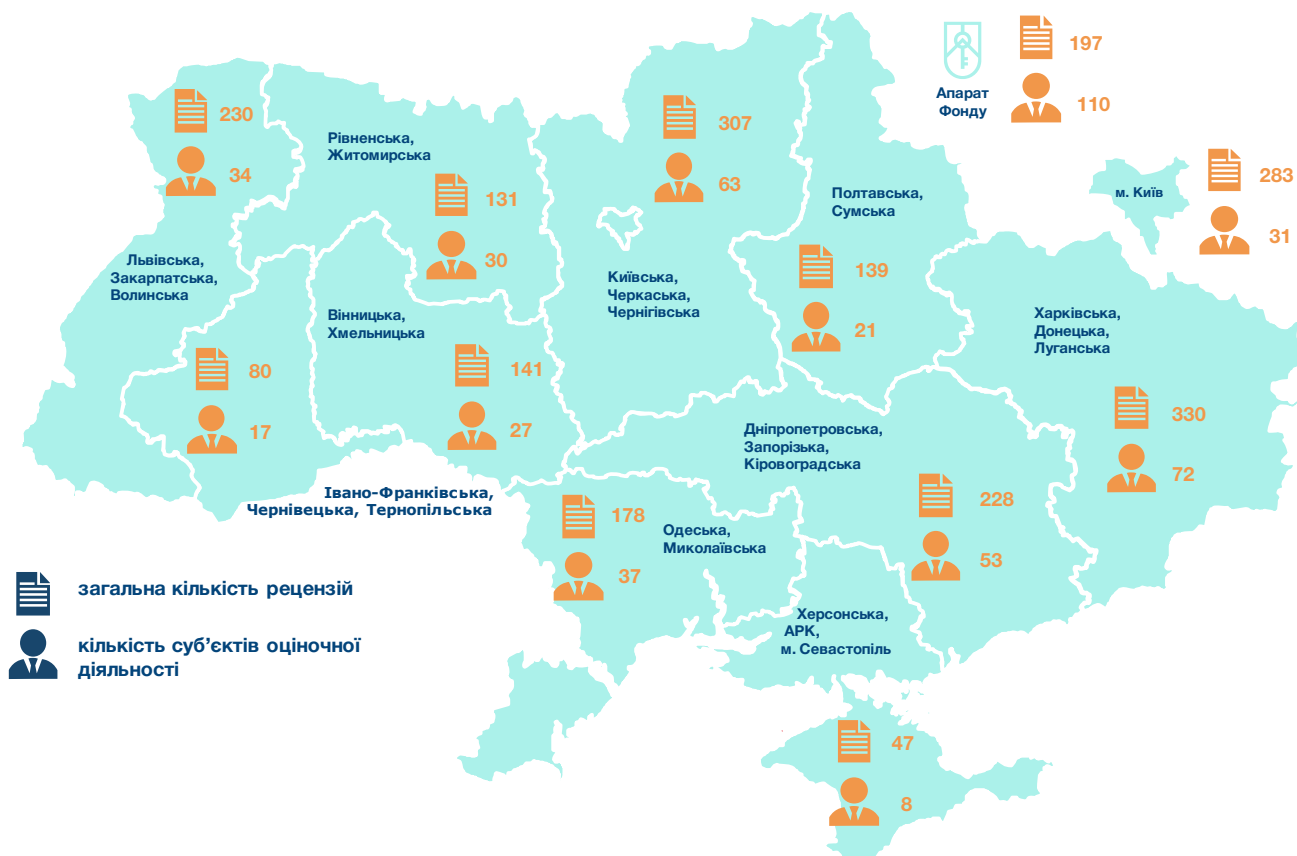 197
Апарат
Фонду
110
230
34
Львівська,
Закарпатська,
Волинська
Рівненська,
Житомирська
131
30
307
63
Київська,
Черкаська,
Чернігівська
Полтавська,
Сумська
139
21
м. Київ
283
31
Харківська,
Донецька,
Луганська
330
72
80
17
Івано-Франківська,
Чернівецька, Тернопільська
Вінницька,
Хмельницька
141
27
Дніпропетровська,
Запорізька,
Кіровоградська
228
53
178
37
Одеська,
Миколаївська
Херсонська,
АРК,
м. Севастопіль
47
8
загальна кількість рецензій
кількість суб’єктів оціночної
діяльності